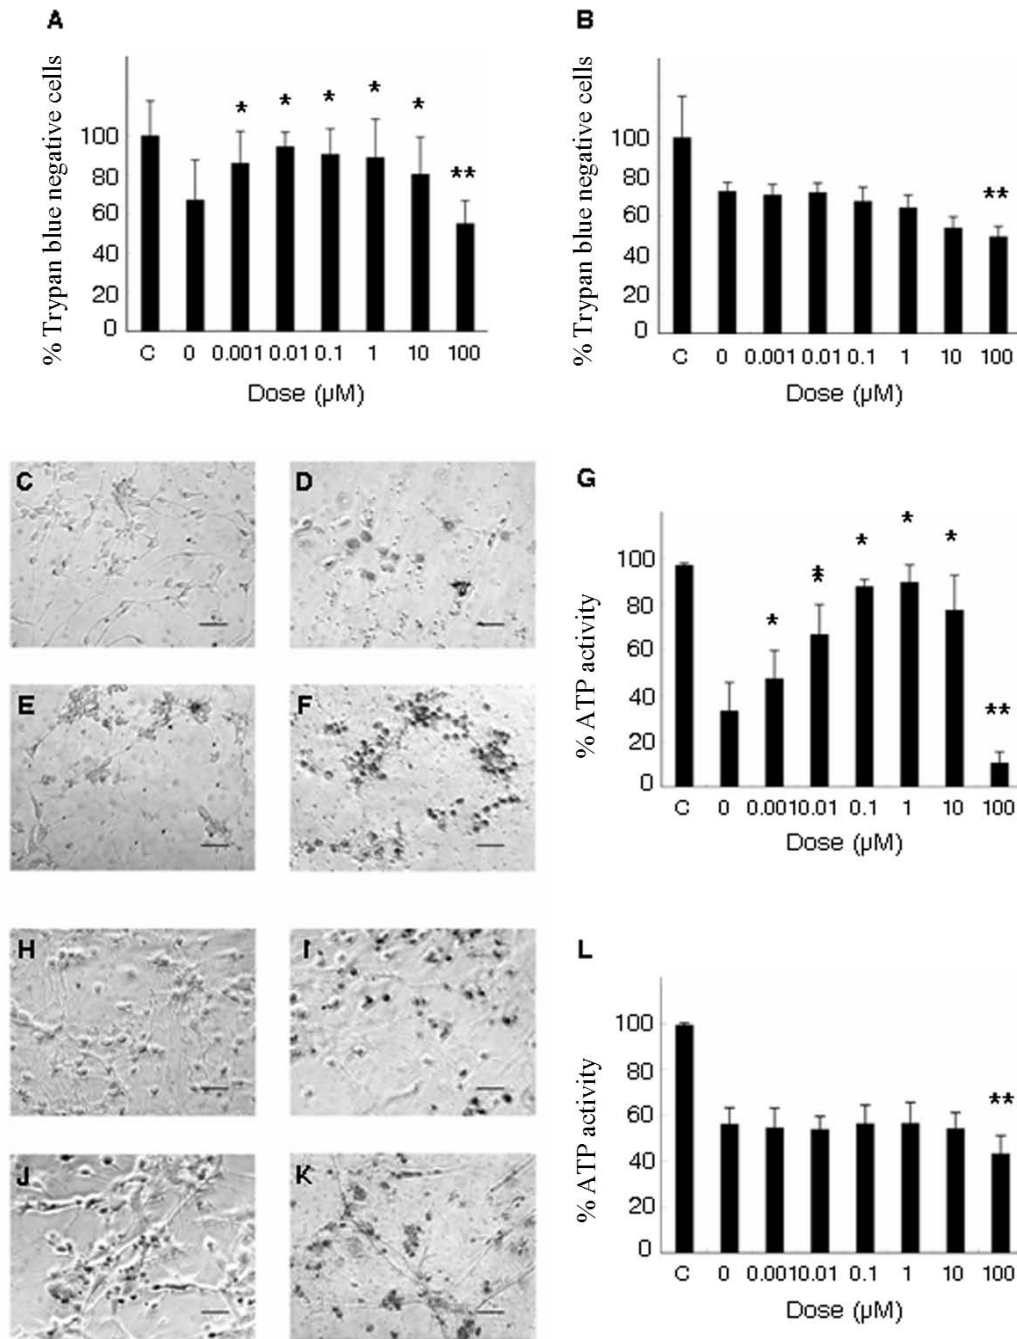 A
% Trypan blue negative cells
* * * * * **
100
80
60
40
20
0
C 0 0.001 0.01 0.1 1 10 100
Dose (µM)
B
% Trypan blue negative cells
**
100
80
60
40
20
0
C 0 0.001 0.01 0.1 1 10 100
Dose (µM)
C
D
E
F
G
% ATP activity
* ** * * * **
100
80
60
40
20
0
C 0 0.0010.01 0.1 1 10 100
Dose (µM)
H
I
J
K
L
% ATP activity
**
100
80
60
40
20
0
C 0 0.0010.01 0.1 1 10 100
Dose (µM)